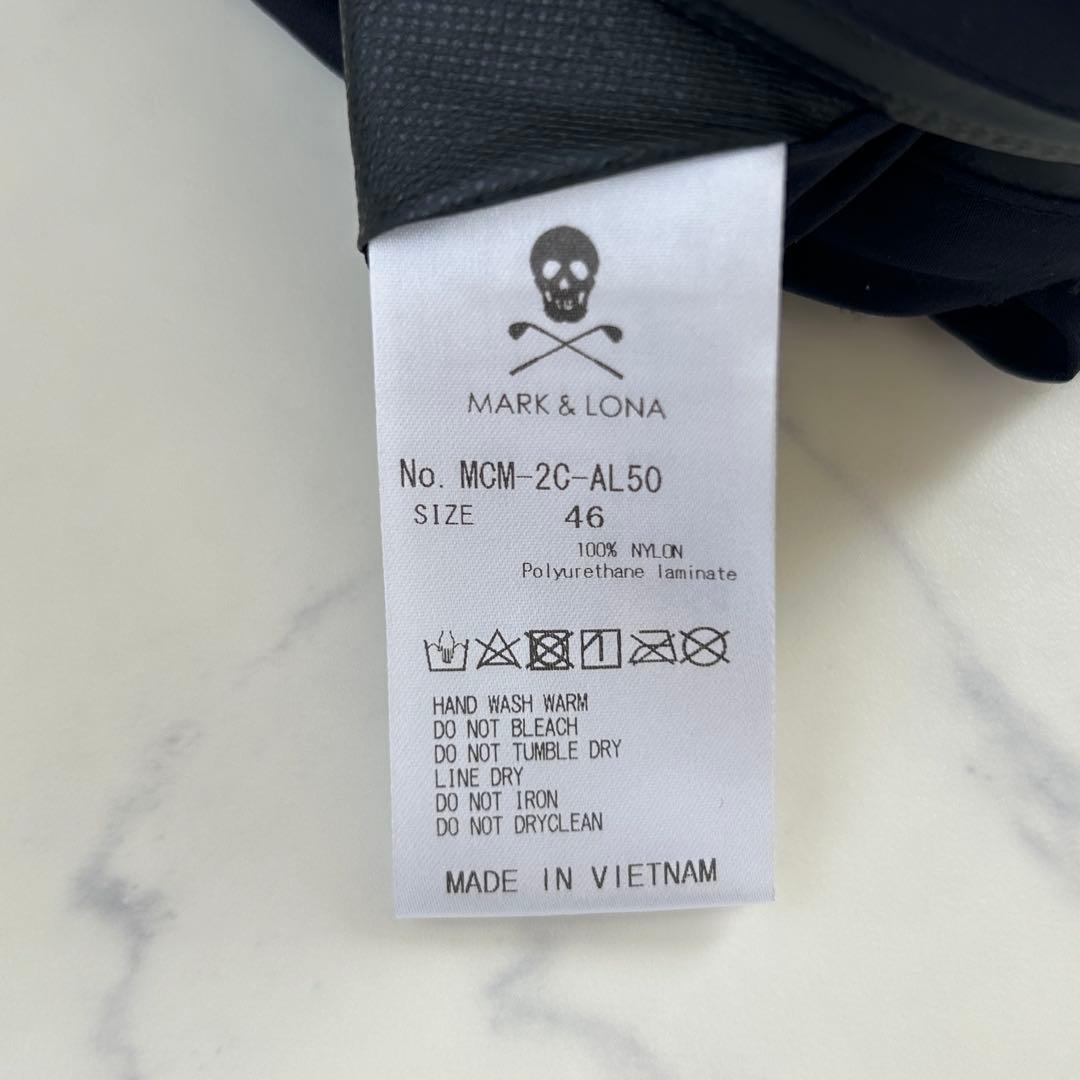 MARK & LONA
No. MCM-2C-AL50
SIZE 46
100% NYLON
Polyurethane laminate
HAND WASH WARM
DO NOT BLEACH
DO NOT TUMBLE DRY
LINE DRY
DO NOT IRON
DO NOT DRYCLEAN
MADE IN VIETNAM